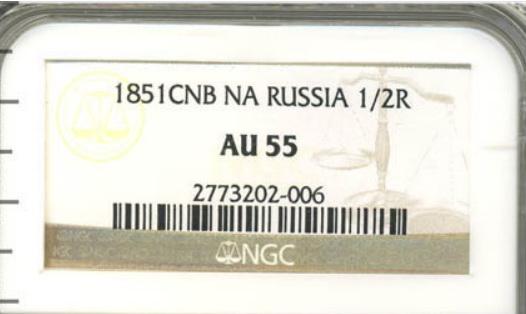 1851CNB NA RUSSIA 1/2R
AU 55
2773202-006
NGC